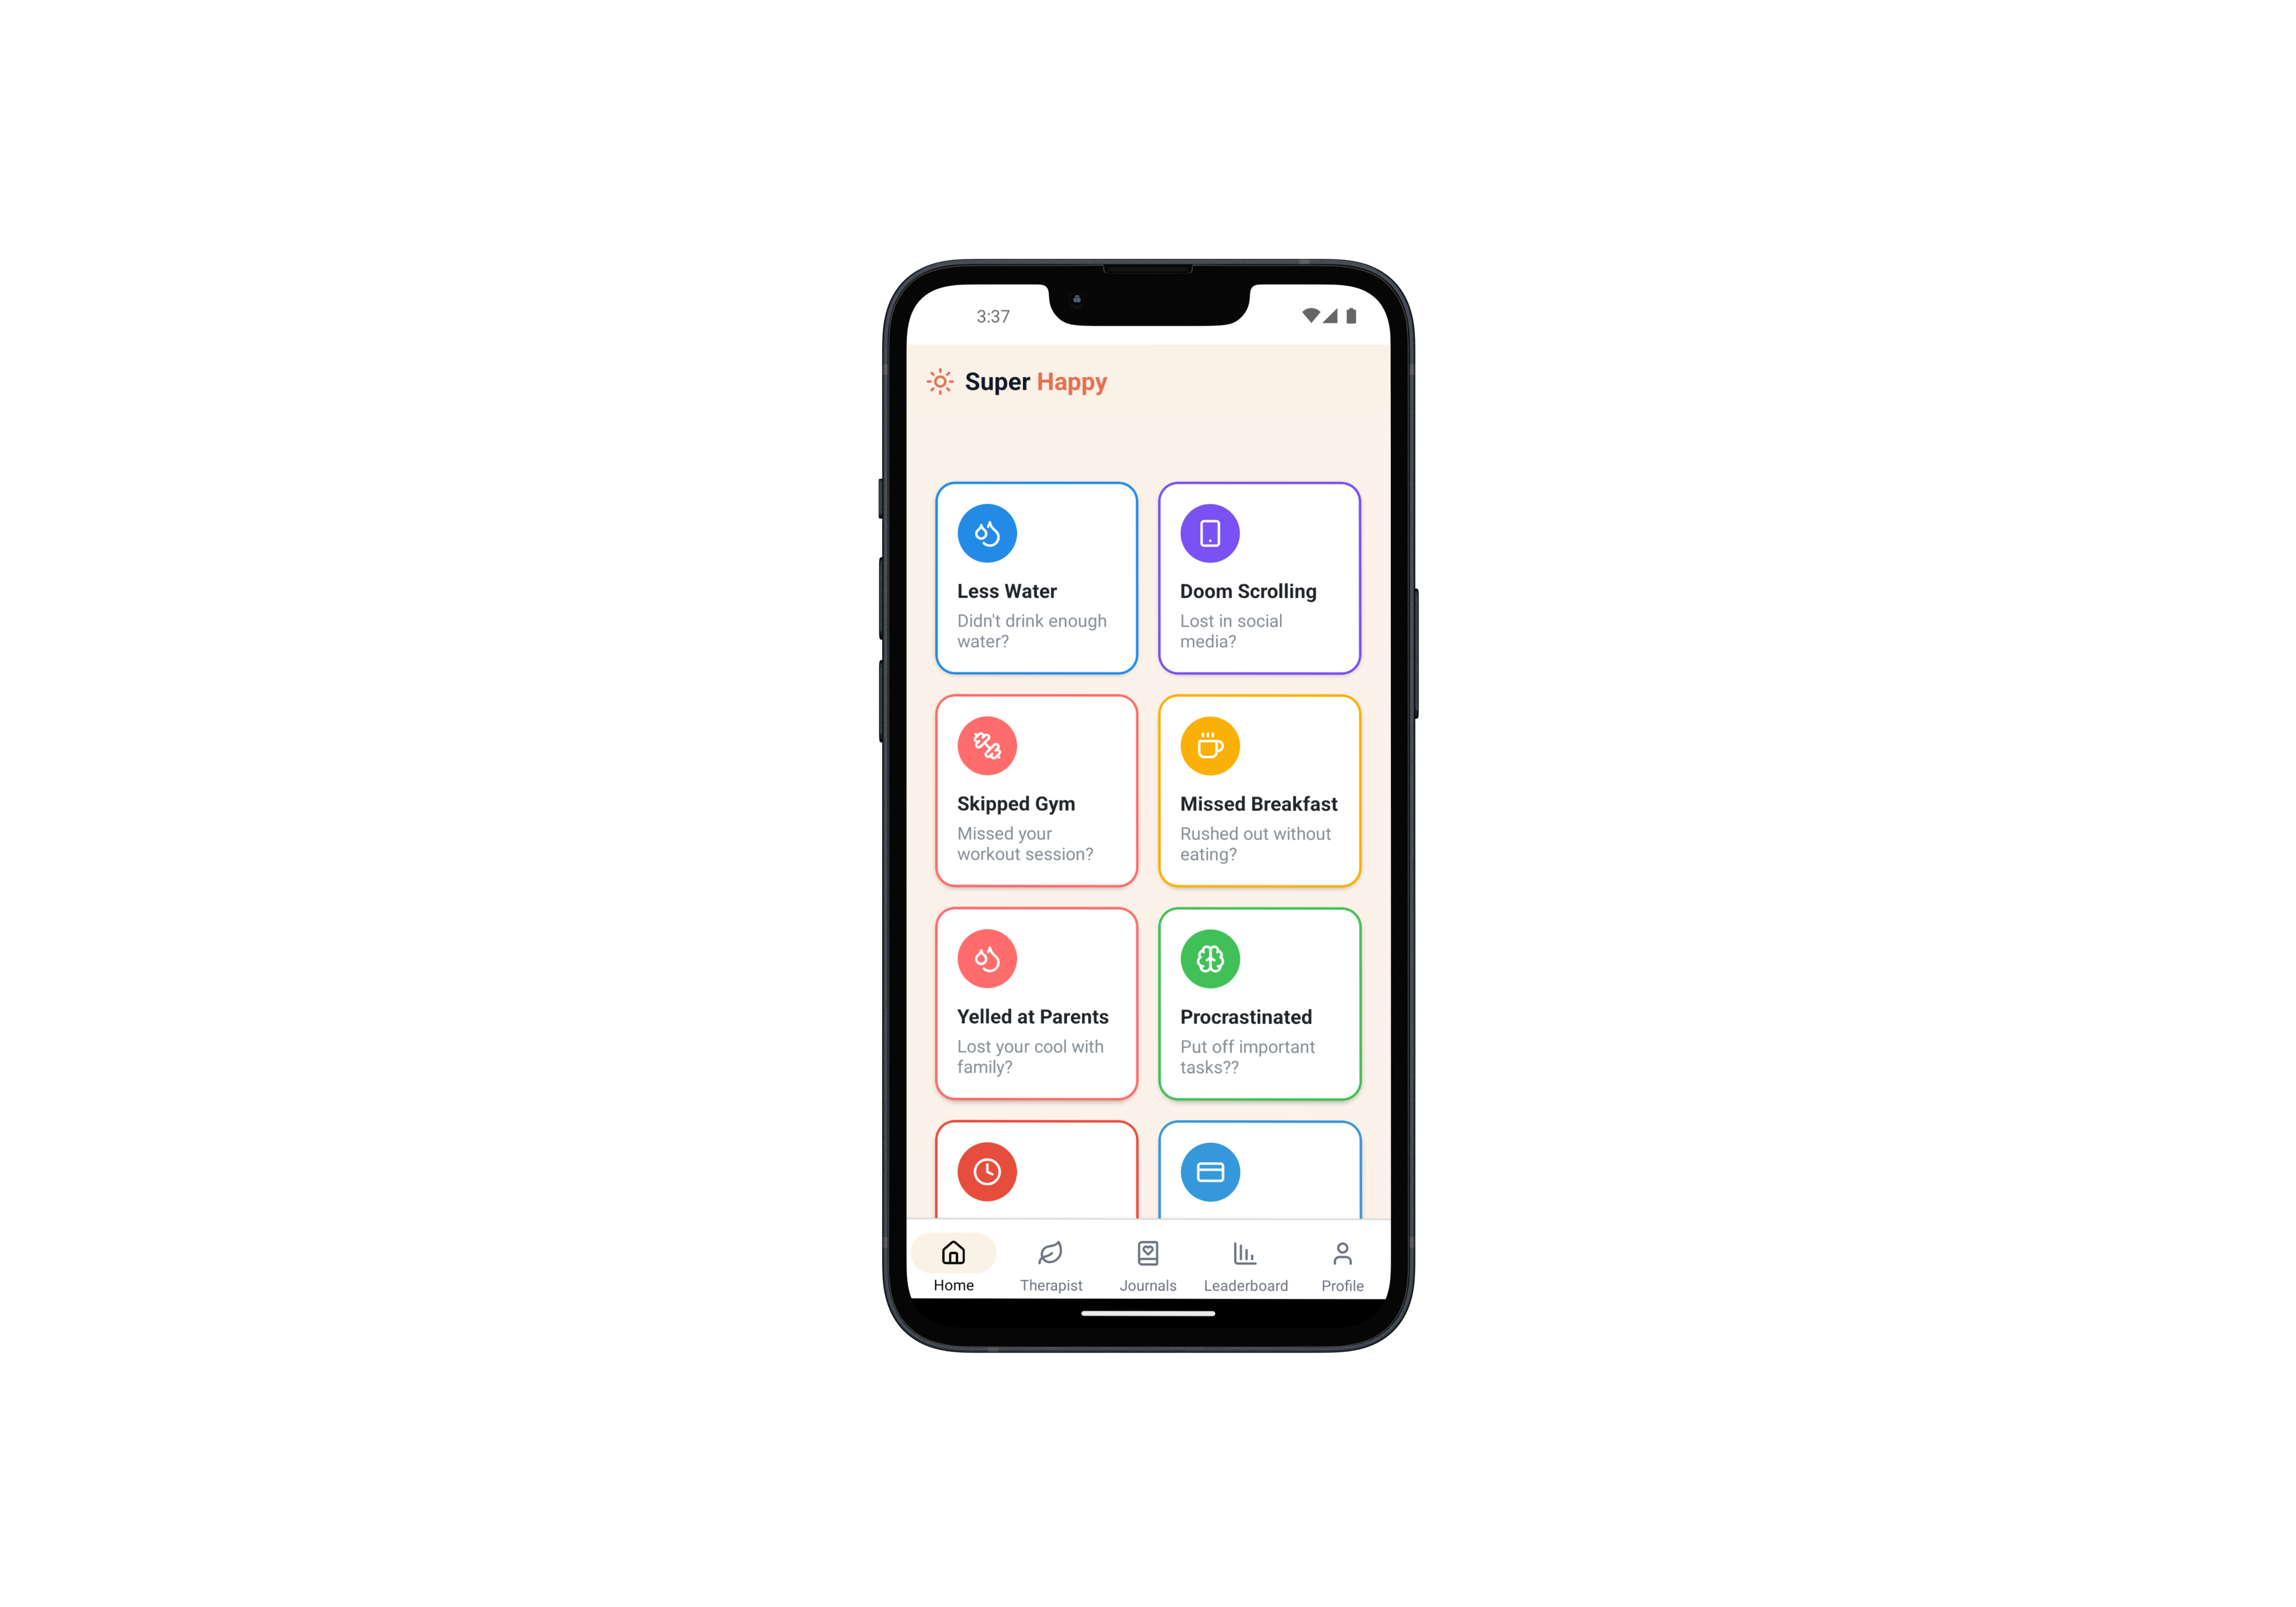 3:37
Super Happy
Less Water
Didn't drink enough
water?
Doom Scrolling
Lost in social
media?
Skipped Gym
Missed your
workout session?
Missed Breakfast
Rushed out without
eating?
Yelled at Parents
Lost your cool with
family?
Procrastinated
Put off important
tasks??
Home
Therapist
Journals
Leaderboard
Profile